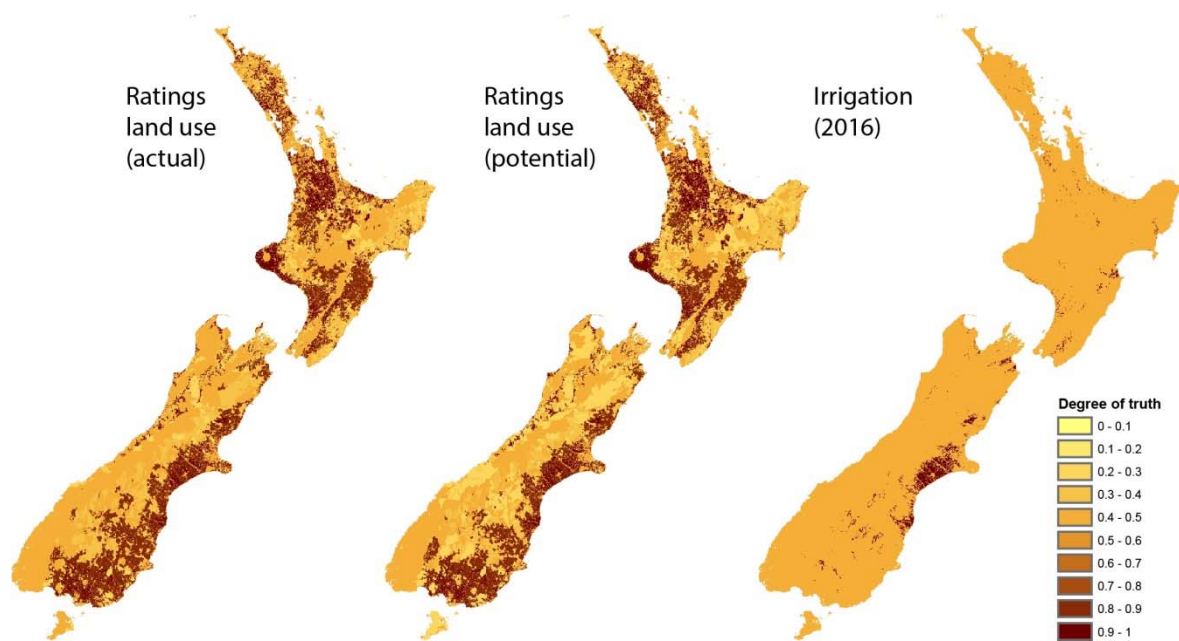 Ratings
land use
(actual)
Ratings
land use
(potential)
Irrigation
(2016)
Degree of truth
0 - 0.1
0.1 - 0.2
0.2 - 0.3
0.3 - 0.4
0.4 - 0.5
0.5 - 0.6
0.6 - 0.7
0.7 - 0.8
0.8 - 0.9
0.9 - 1